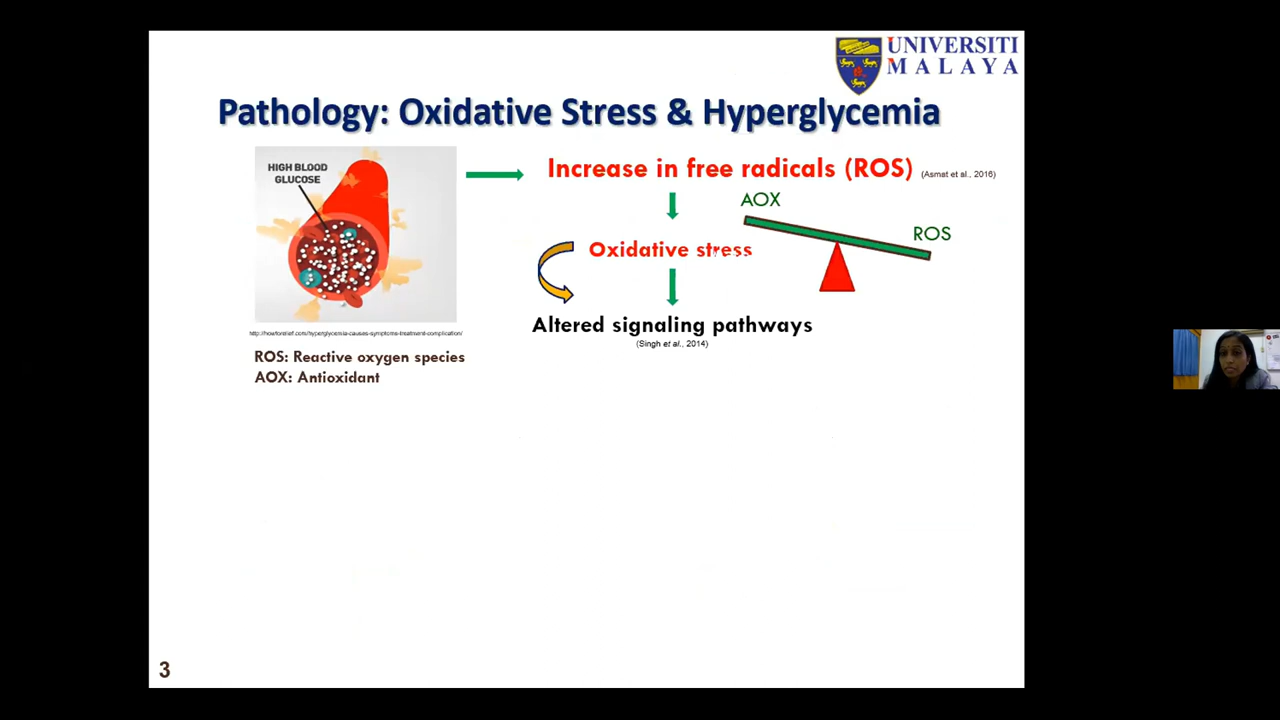 UNIVERSITI
MALAYA
Pathology: Oxidative Stress & Hyperglycemia
HIGH BLOOD
GLUCOSE
Increase in free radicals (ROS) (Asmat et al., 2016)
AOX
ROS
Oxidative stress
Altered signaling pathways
(Singh et al., 2014)
http://howtorelief.com/hyperglycemia-causes-symptoms-treatment-complication/
ROS: Reactive oxygen species
AOX: Antioxidant
3